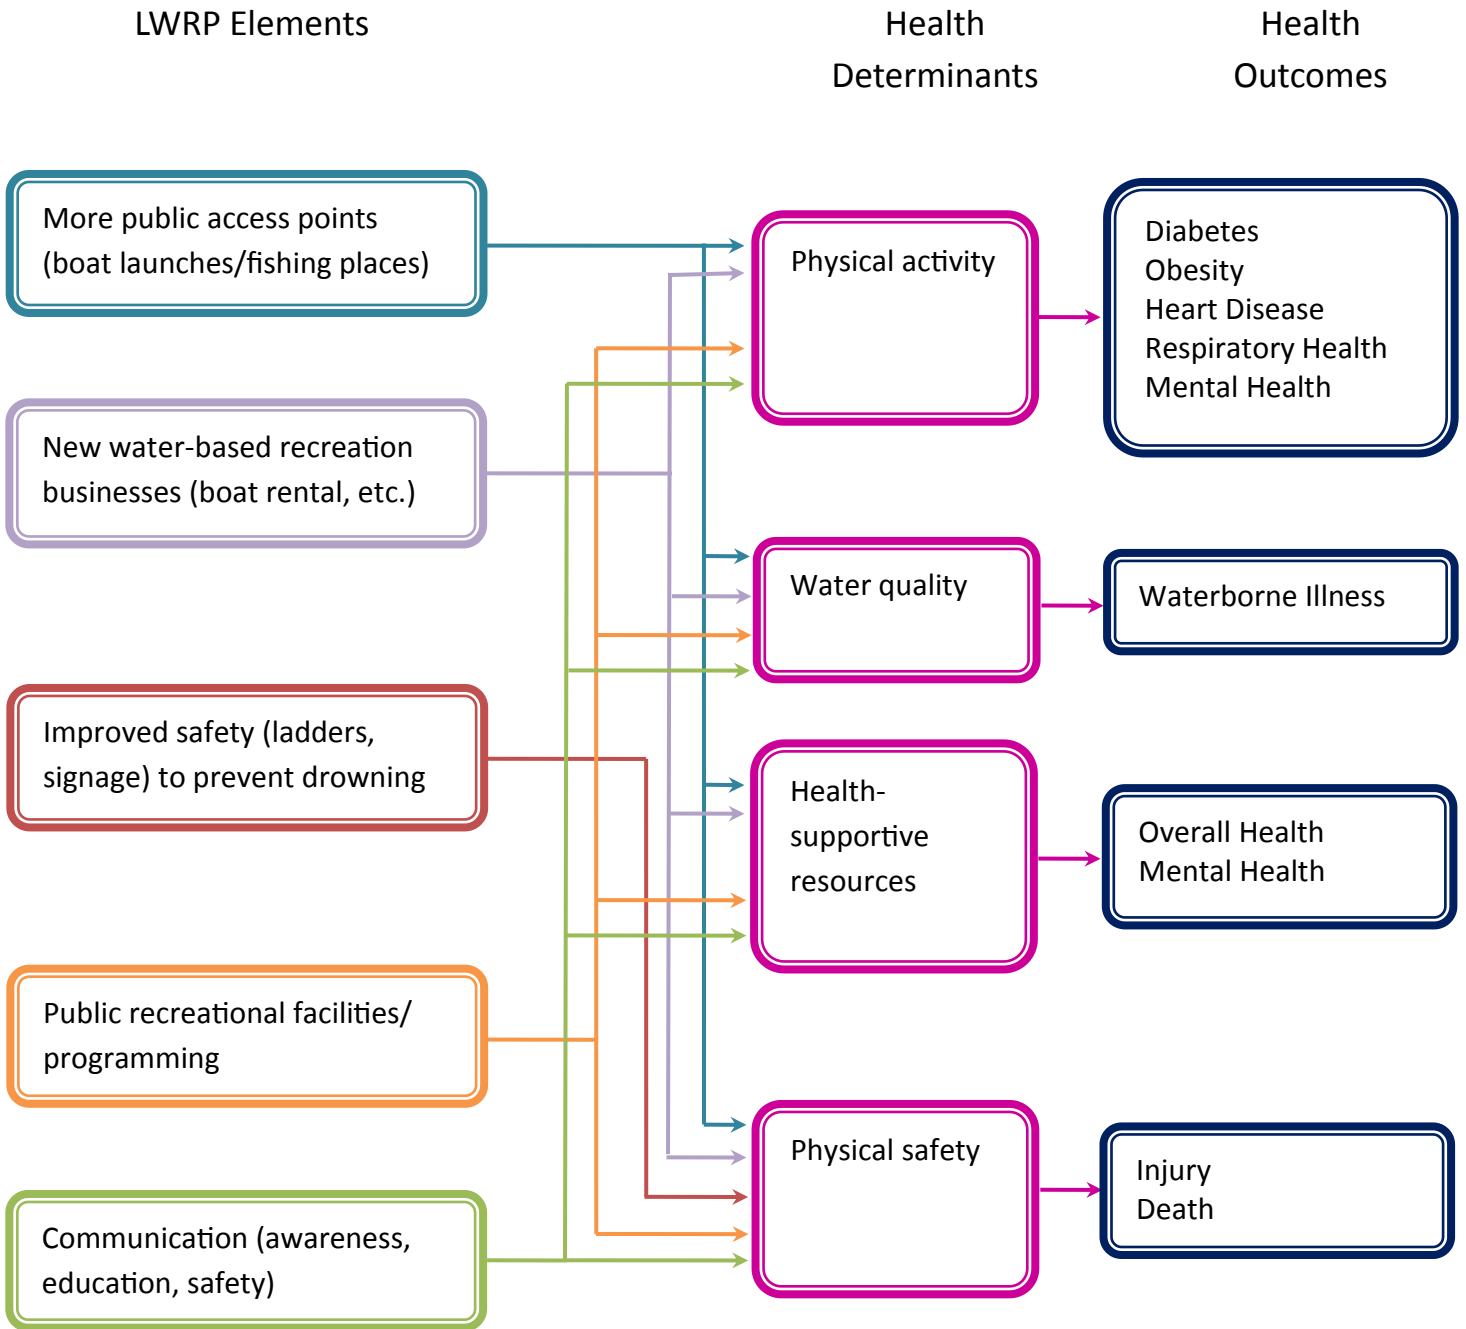 LWRP Elements
Health
Determinants
Health
Outcomes
More public access points
(boat launches/fishing places)
Physical activity
Diabetes
Obesity
Heart Disease
Respiratory Health
Mental Health
New water-based recreation
businesses (boat rental, etc.)
Water quality
Waterborne Illness
Improved safety (ladders,
signage) to prevent drowning
Health-
supportive
resources
Overall Health
Mental Health
Public recreational facilities/
programming
Physical safety
Injury
Death
Communication (awareness,
education, safety)